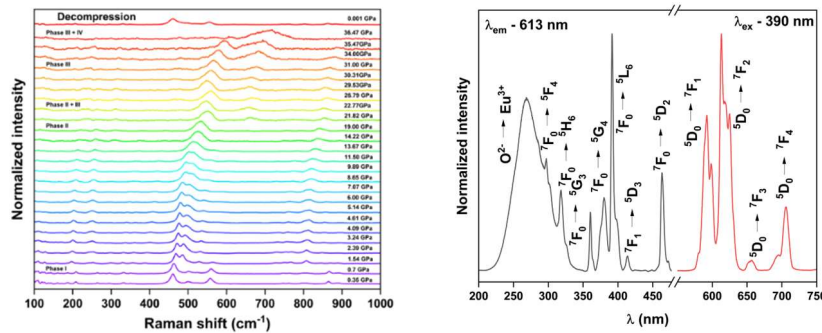 Decompression
0.001 GPa
Phase III + IV
36.47 GPa
35.47GPa
34.60GPa
Phase III
31.00 GPa
30.31GPa
29.53GPa
28.79 GPa
Phase II + III
22.77GPa
21.82 GPa
Phase II
19.00 GPa
14.22 GPa
13.67 GPa
11.50 GPa
9.89 GPa
8.65 GPa
7.67 GPa
6.00 GPa
5.14 GPa
4.61 GPa
4.09 GPa
3.24 GPa
2.39 GPa
1.54 GPa
Phase I
0.7 GPa
0.35 GPa
Normalized intensity
100 200 300 400 500 600 700 800 900 1000
Raman shift (cm⁻¹)
λem - 613 nm
λex - 390 nm
O²⁻ → Eu³⁺
⁷F₀ → ⁵F₄
⁷F₀ → ⁵H₆
⁷F₀ → ⁵G₃
⁷F₀ → ⁵G₄
⁷F₀ → ⁵L₆
⁷F₁ → ⁵D₃
⁷F₀ → ⁵D₂
⁵D₀ → ⁷F₁
⁵D₀ → ⁷F₂
⁵D₀ → ⁷F₃
⁵D₀ → ⁷F₄
Normalized intensity
200 250 300 350 400 450 600 650 700 750
λ (nm)